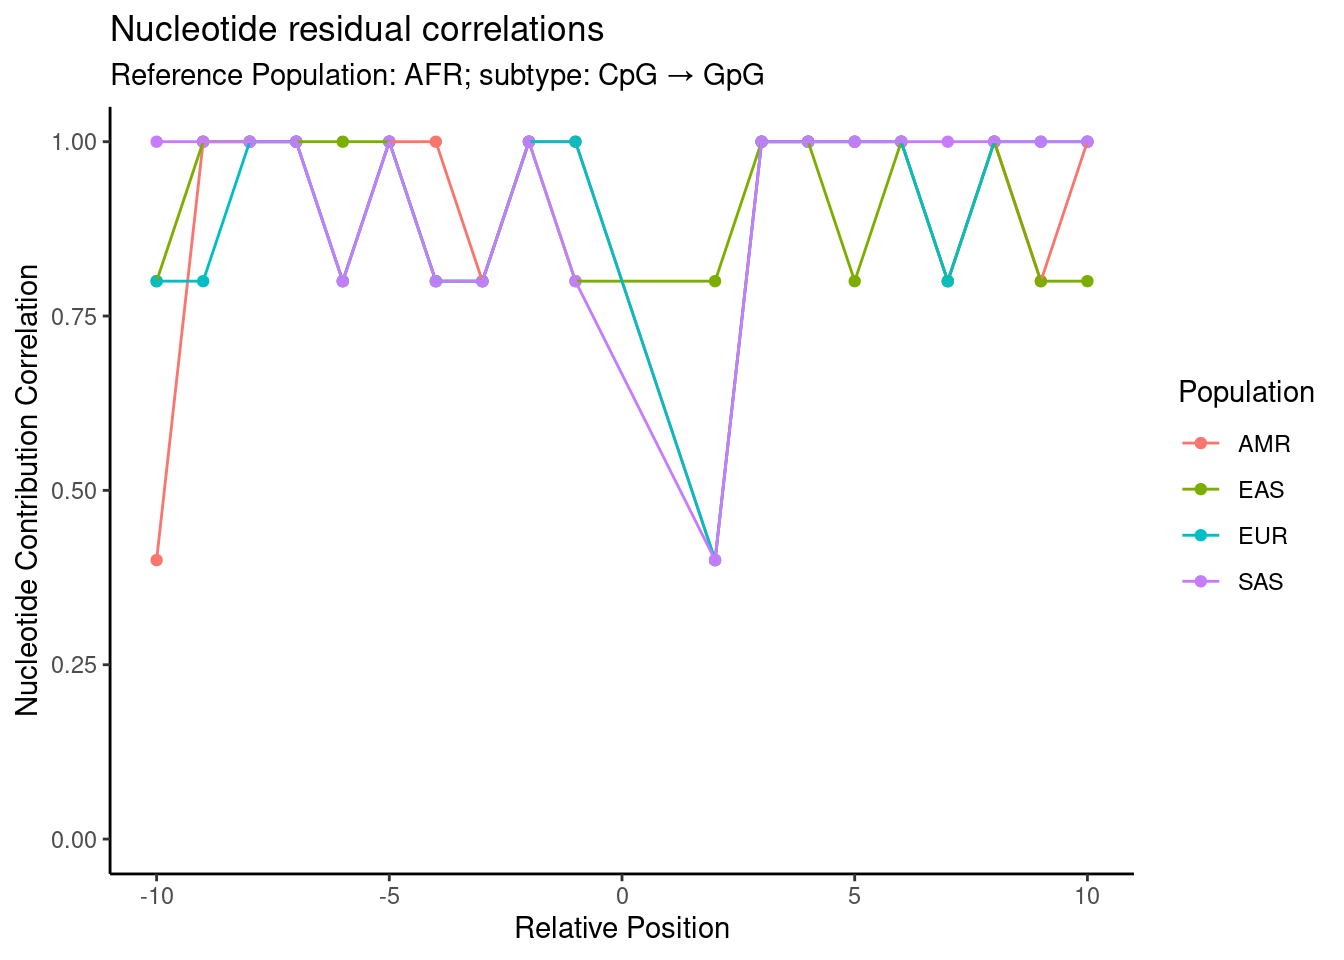 Nucleotide residual correlations
Reference Population: AFR; subtype: CpG → GpG
Nucleotide Contribution Correlation
1.00
0.75
0.50
0.25
0.00
-10
-5
0
5
10
Relative Position
Population
AMR
EAS
EUR
SAS